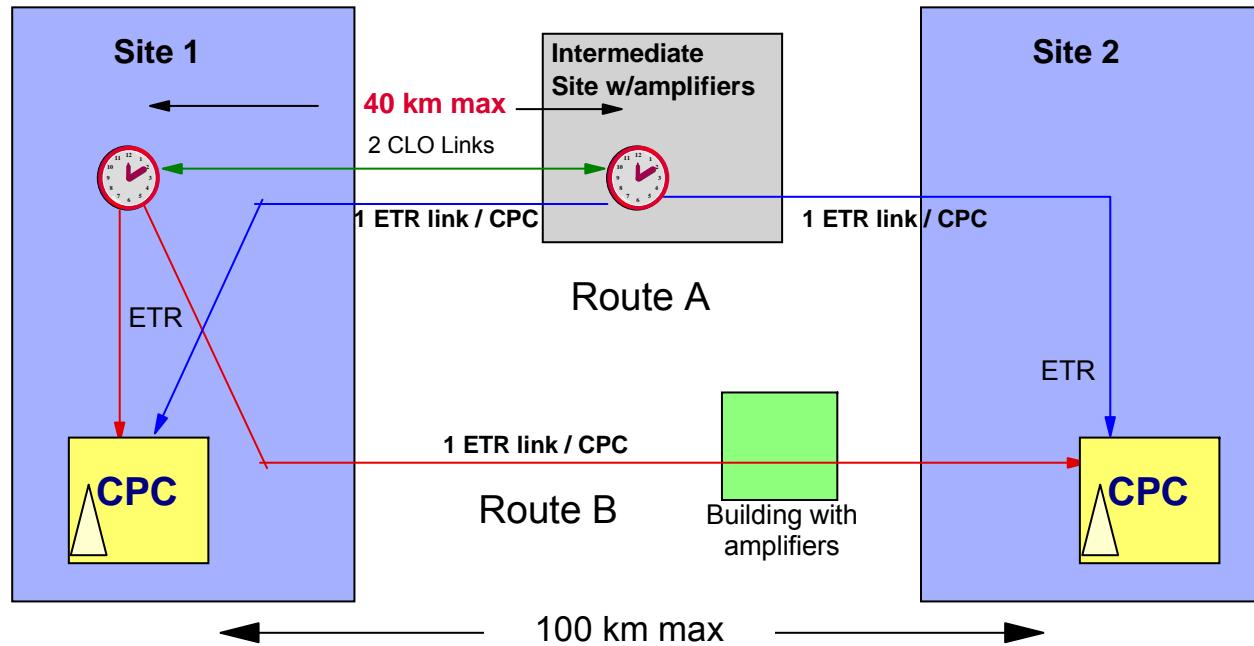 Site 1
Intermediate
Site w/amplifiers
Site 2
40 km max
2 CLO Links
1 ETR link / CPC
1 ETR link / CPC
Route A
ETR
ETR
1 ETR link / CPC
CPC
CPC
Route B
Building with
amplifiers
100 km max